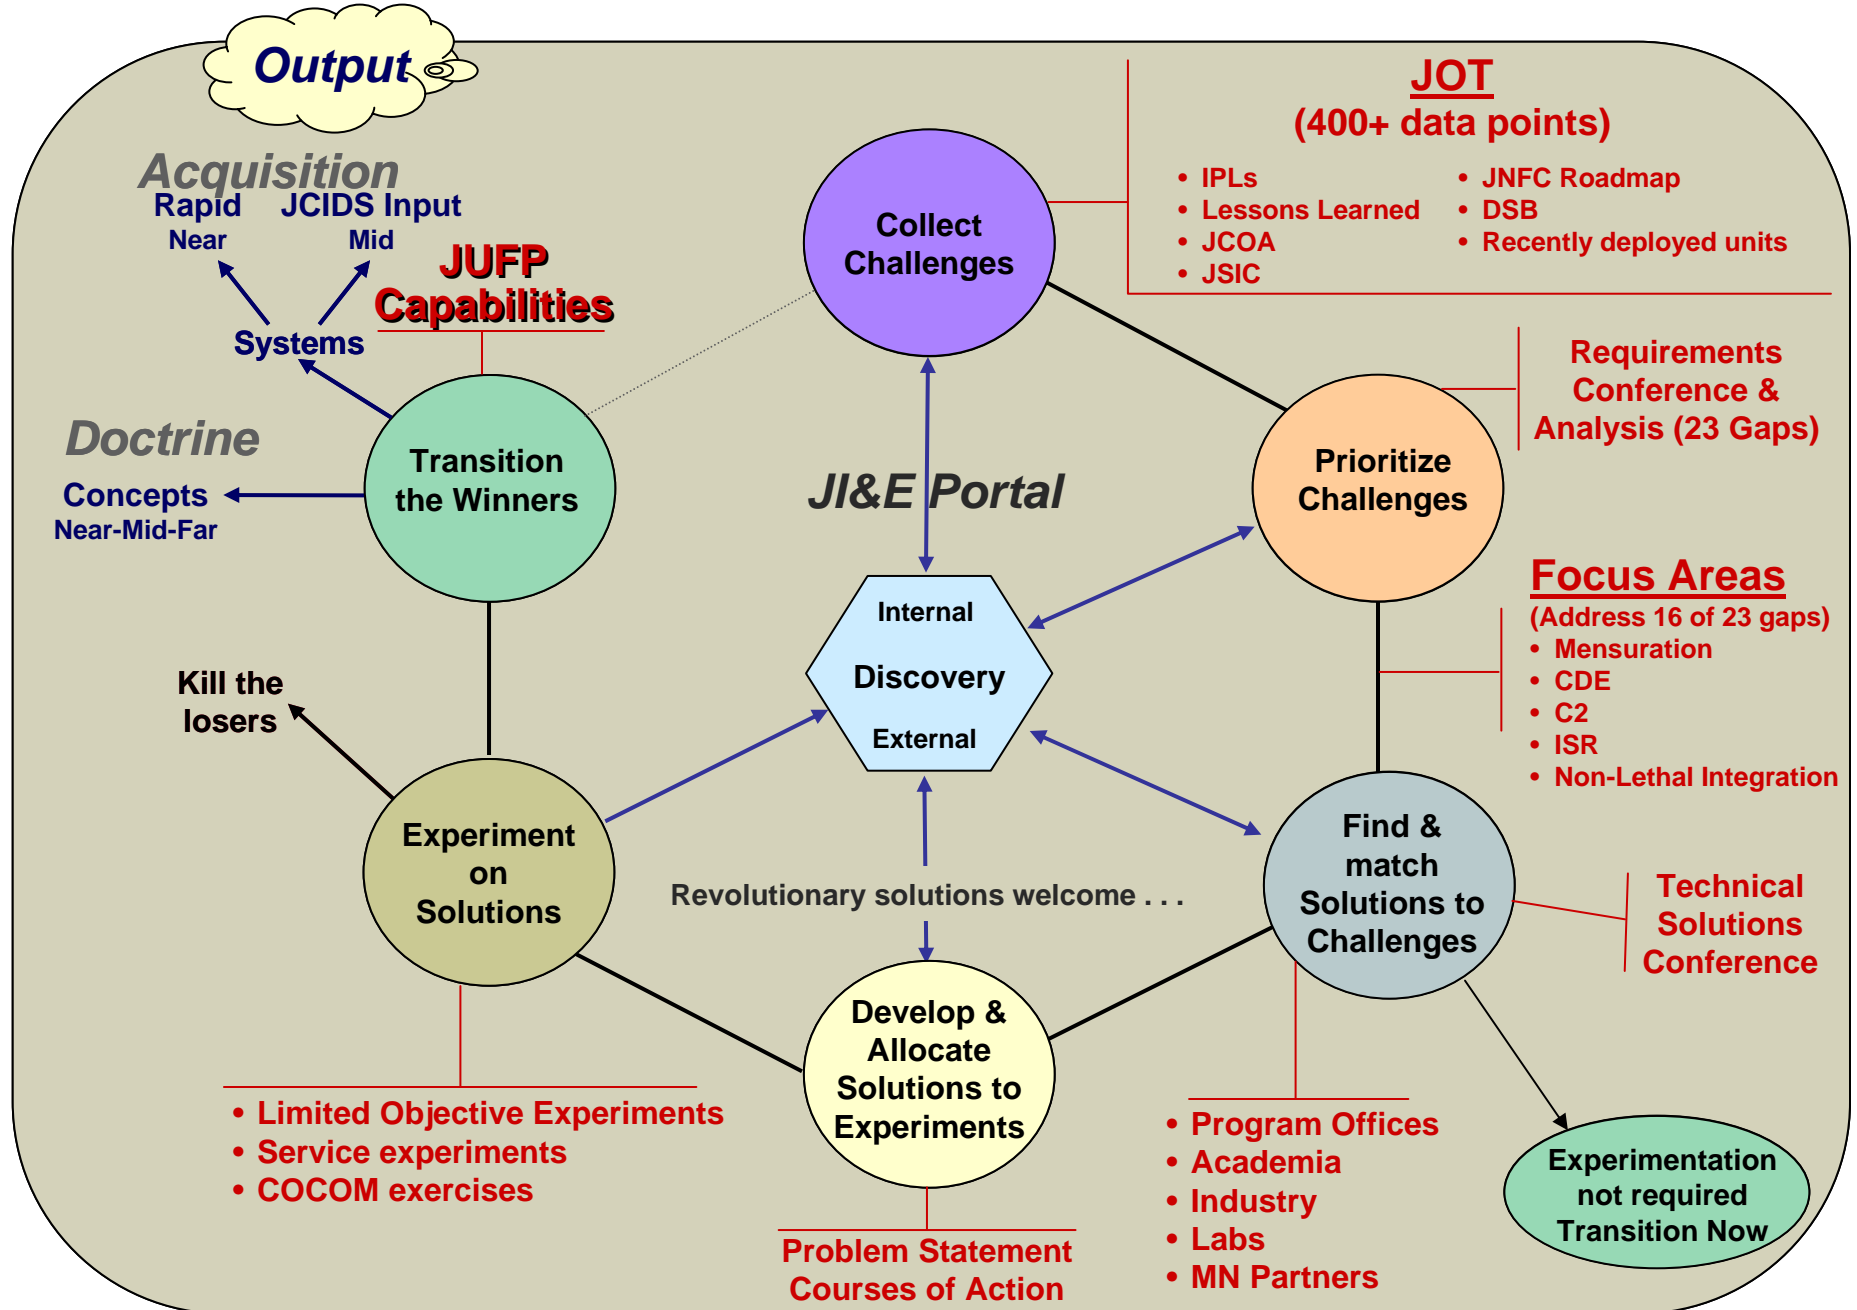 Output
Acquisition
Rapid
Near
JCIDS Input
Mid
Systems
JUFP
Capabilities
Doctrine
Concepts
Near-Mid-Far
Transition
the Winners
Collect
Challenges
JOT
(400+ data points)
• IPLs
• Lessons Learned
• JCOA
• JSIC
• JNFC Roadmap
• DSB
• Recently deployed units
Requirements
Conference &
Analysis (23 Gaps)
Prioritize
Challenges
JI&E Portal
Focus Areas
(Address 16 of 23 gaps)
• Mensuration
• CDE
• C2
• ISR
• Non-Lethal Integration
Internal
Discovery
External
Kill the
losers
Experiment
on
Solutions
Revolutionary solutions welcome . . .
Find &
match
Solutions to
Challenges
Technical
Solutions
Conference
Develop &
Allocate
Solutions to
Experiments
• Limited Objective Experiments
• Service experiments
• COCOM exercises
Problem Statement
Courses of Action
• Program Offices
• Academia
• Industry
• Labs
• MN Partners
Experimentation
not required
Transition Now